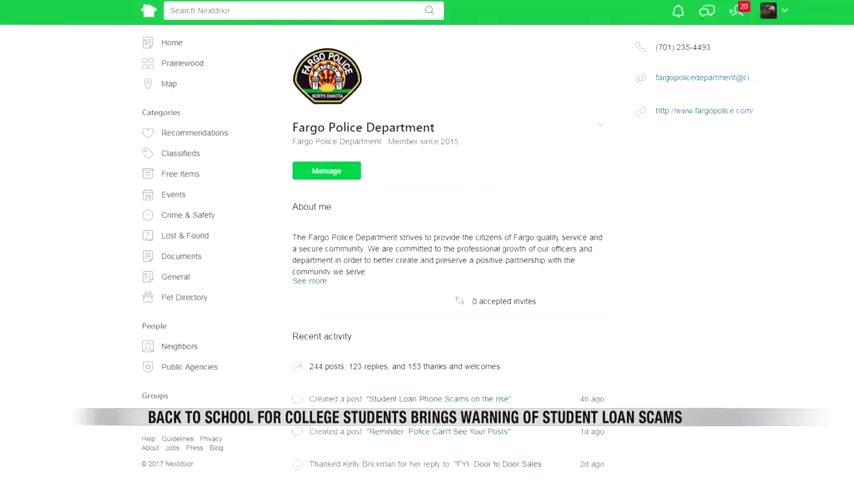 Search Nextdoor
20
Home
Prairiewood
Map
Categories
Recommendations
Classifieds
Free Items
Events
Crime & Safety
Lost & Found
Documents
General
Pet Directory
People
Neighbors
Public Agencies
Groups
Help Guidelines Privacy
About Jobs Press Blog
© 2017 Nextdoor
FARGO POLICE
NORTH DAKOTA
Fargo Police Department
Fargo Police Department Member since 2015
Message
About me
The Fargo Police Department strives to provide the citizens of Fargo quality service and
a secure community. We are committed to the professional growth of our officers and
department in order to better create and preserve a positive partnership with the
community we serve
See more
0 accepted invites
Recent activity
244 posts, 123 replies, and 153 thanks and welcomes.
Created a post "Student Loan Phone Scams on the rise" 4h ago
BACK TO SCHOOL FOR COLLEGE STUDENTS BRINGS WARNING OF STUDENT LOAN SCAMS
Created a post "Reminder: Police Can't See Your Posts" 1d ago
Thanked Kelly Brickman for her reply to "FYI: Door to Door Sales 2d ago
(701) 235-4493
fargopolicedepartment@ci
http://www.fargopolice.com/